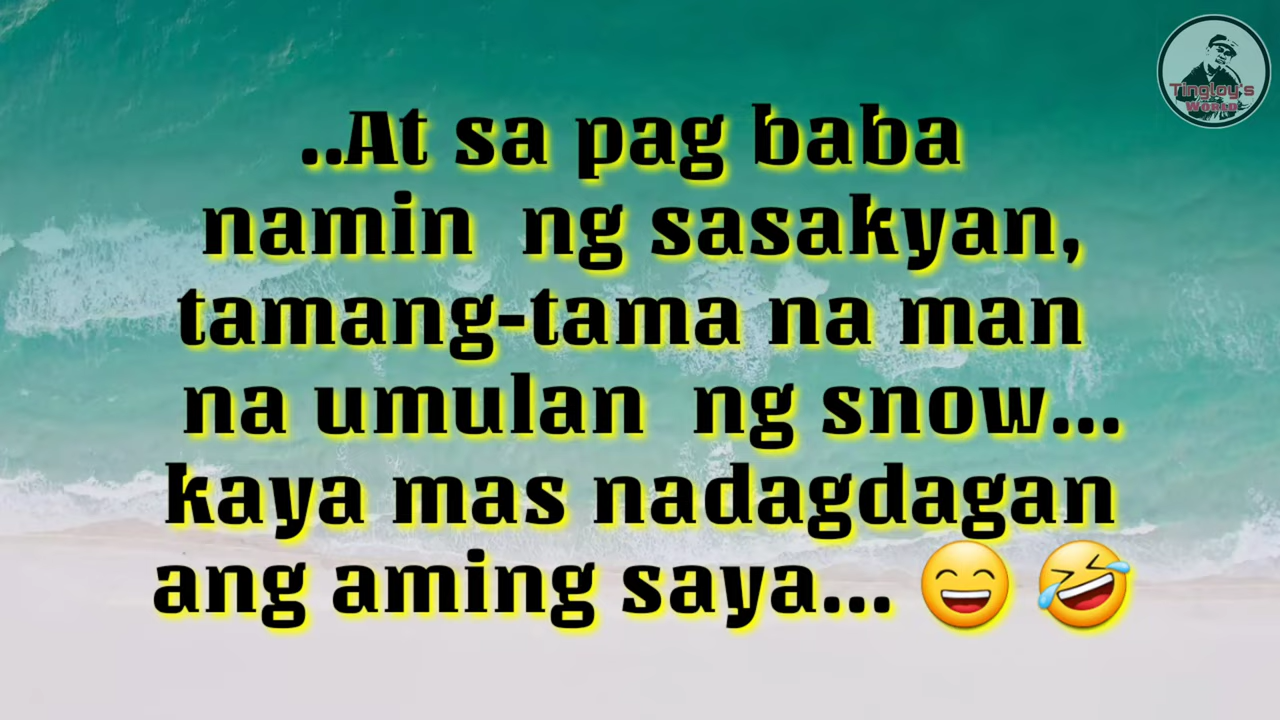 Tingloy's
World
..At sa pag baba
namin ng sasakyan,
tamang-tama na man
na umulan ng snow...
kaya mas nadagdagan
ang aming saya... 😄 🤣